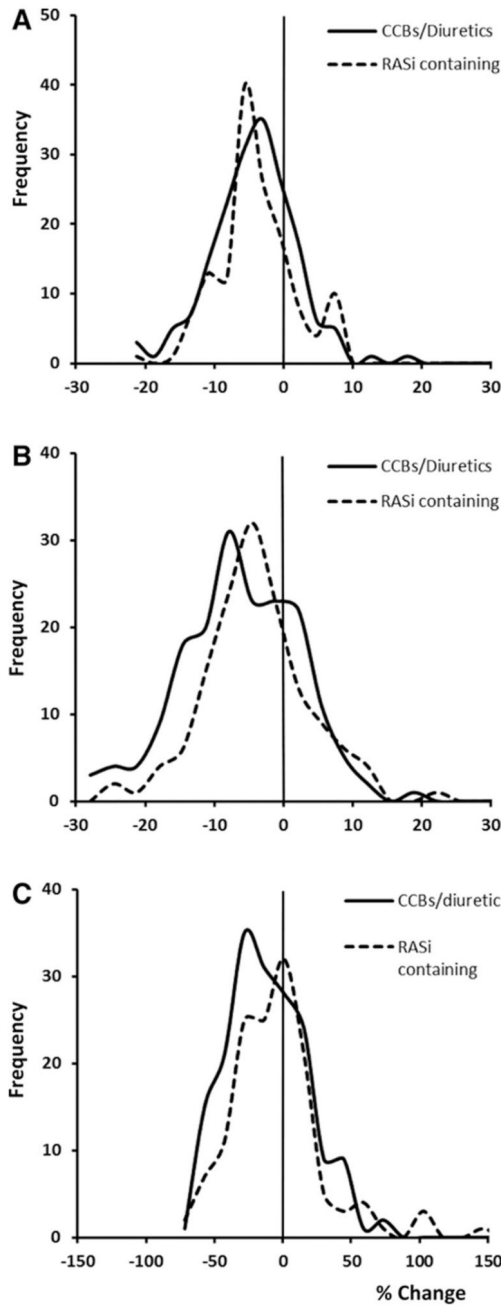 A
50
CCBs/Diuretics
40
RASi containing
30
Frequency
20
10
0
-30 -20 -10 0 10 20 30
B
40
CCBs/Diuretics
30
RASi containing
Frequency
20
10
0
-30 -20 -10 0 10 20 30
C
40
CCBs/diuretic
30
RASi
containing
Frequency
20
10
0
-150 -100 -50 0 50 100 150
% Change